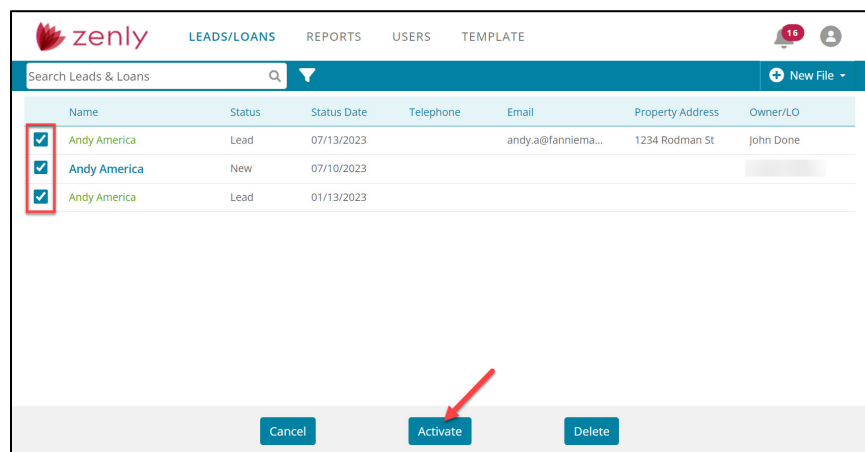 zenly LEADS/LOANS REPORTS USERS TEMPLATE 16
Search Leads & Loans New File
Name Status Status Date Telephone Email Property Address Owner/LO
Andy America Lead 07/13/2023 andy.a@fanniema... 1234 Rodman St John Done
Andy America New 07/10/2023
Andy America Lead 01/13/2023
Cancel Activate Delete